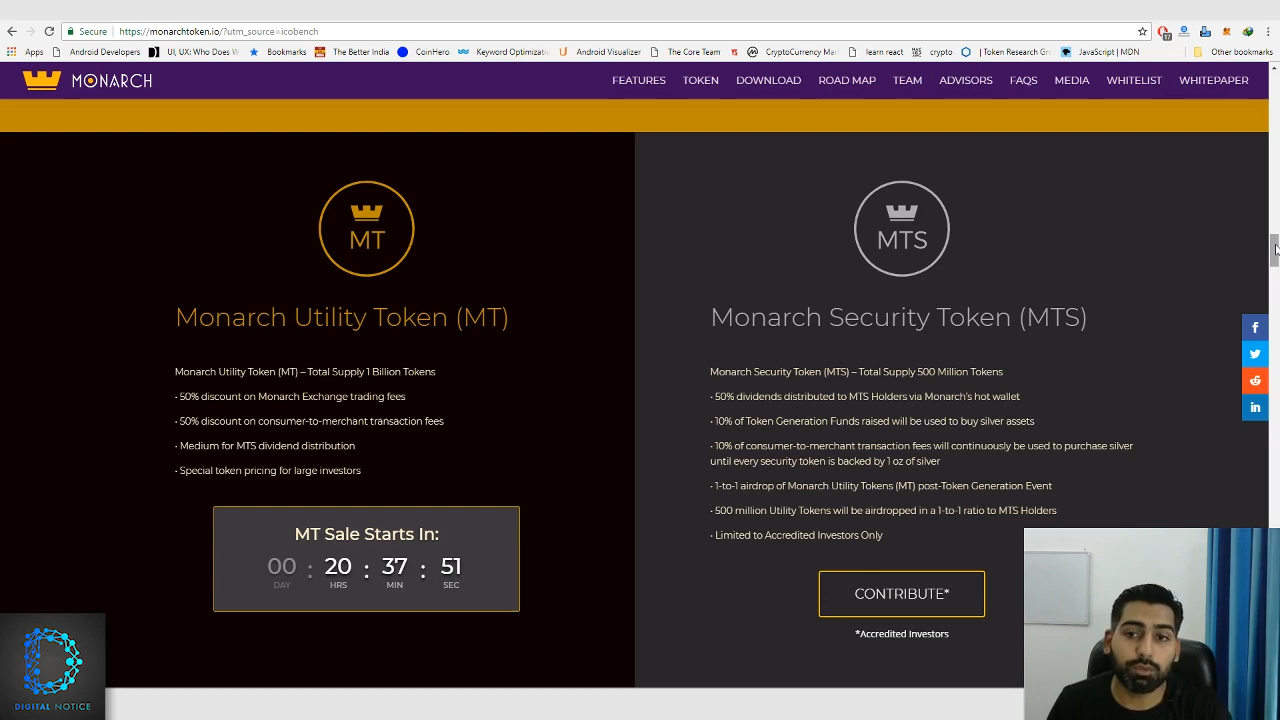 Secure
https://monarchtoken.io/?utm_source=icobench
Apps
Android Developers
UI, UX: Who Does W
Bookmarks
The Better India
CoinHero
Keyword Optimizatio
Android Visualizer
The Core Team
CryptoCurrency Mar
learn react
crypto
Token Research Gro
JavaScript | MDN
Other bookmarks
MONARCH
FEATURES
TOKEN
DOWNLOAD
ROAD MAP
TEAM
ADVISORS
FAQS
MEDIA
WHITELIST
WHITEPAPER
MT
Monarch Utility Token (MT)
Monarch Utility Token (MT) – Total Supply 1 Billion Tokens
• 50% discount on Monarch Exchange trading fees
• 50% discount on consumer-to-merchant transaction fees
• Medium for MTS dividend distribution
• Special token pricing for large investors
MT Sale Starts In:
00 : 20 : 37 : 51
DAY HRS MIN SEC
MTS
Monarch Security Token (MTS)
Monarch Security Token (MTS) – Total Supply 500 Million Tokens
• 50% dividends distributed to MTS Holders via Monarch's hot wallet
• 10% of Token Generation Funds raised will be used to buy silver assets
• 10% of consumer-to-merchant transaction fees will continuously be used to purchase silver
until every security token is backed by 1 oz of silver
• 1-to-1 airdrop of Monarch Utility Tokens (MT) post-Token Generation Event
• 500 million Utility Tokens will be airdropped in a 1-to-1 ratio to MTS Holders
• Limited to Accredited Investors Only
CONTRIBUTE*
*Accredited Investors
DIGITAL NOTICE